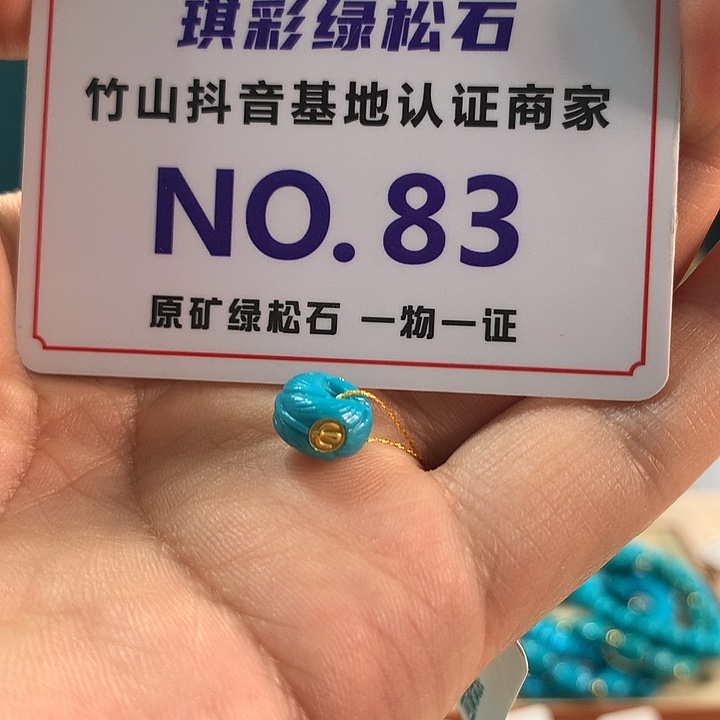 琪彩绿松石
竹山抖音基地认证商家
NO.83
原矿绿松石 一物一证